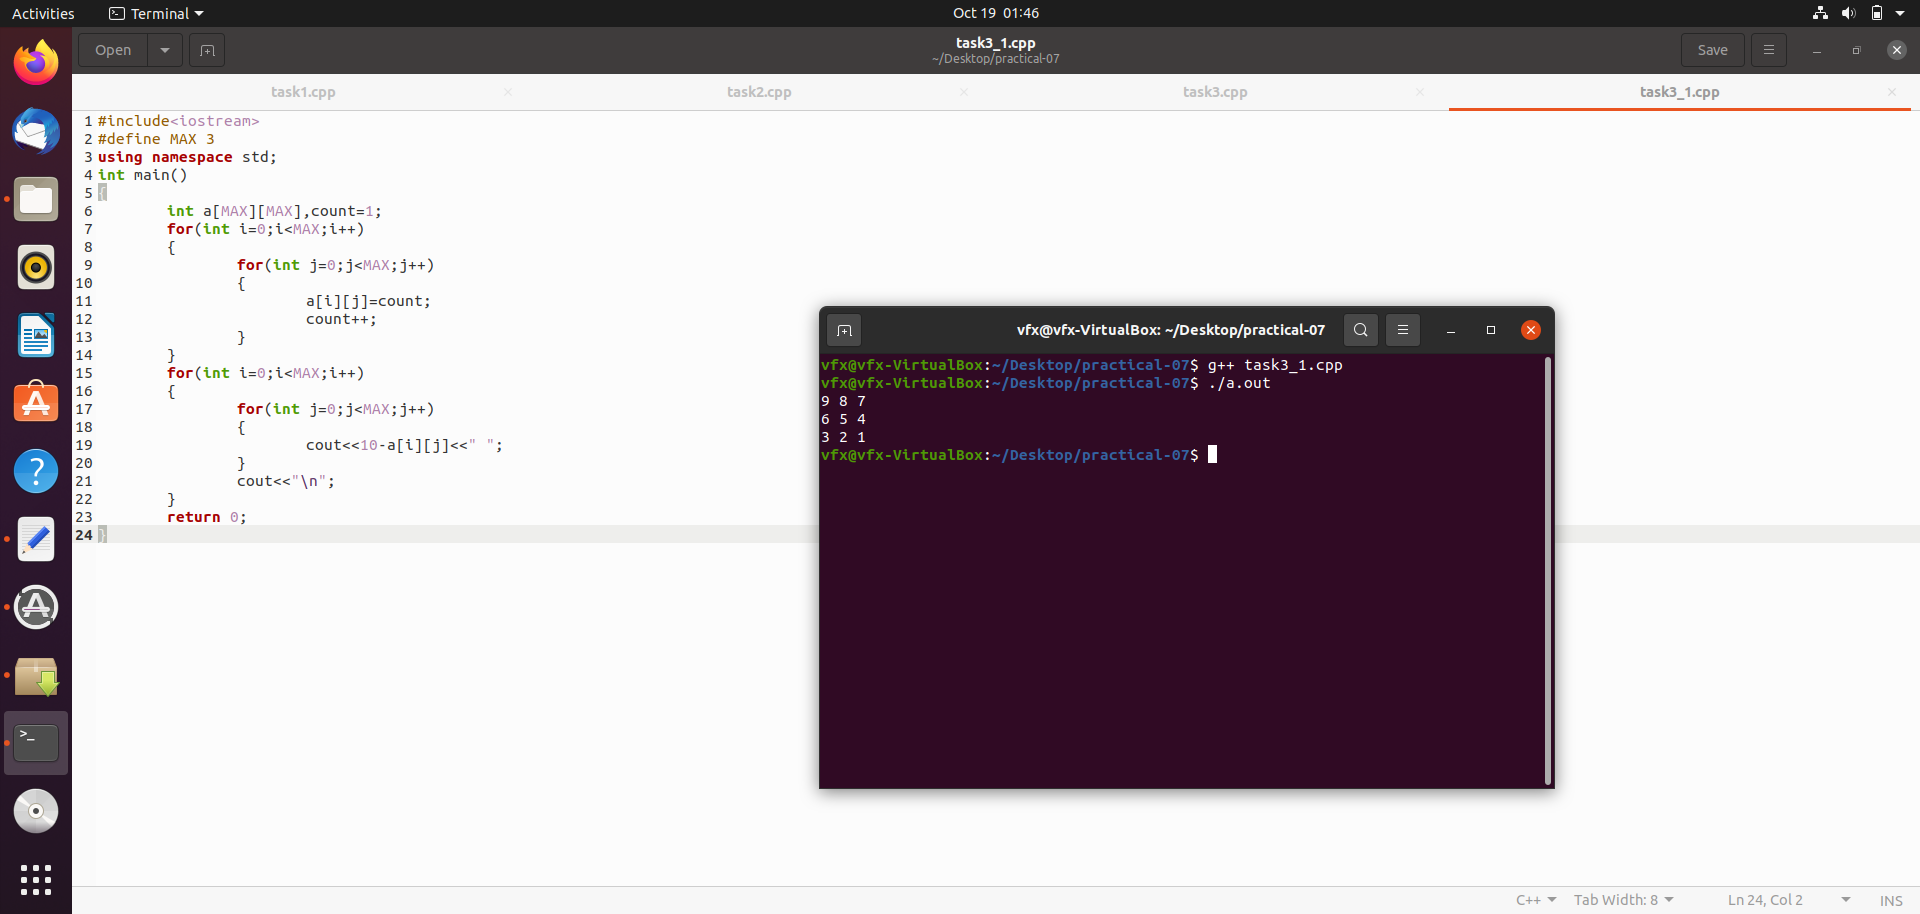 Activities
Terminal
Oct 19 01:46
Open
task3_1.cpp
~/Desktop/practical-07
Save
task1.cpp
task2.cpp
task3.cpp
task3_1.cpp
1 #include<iostream>
2 #define MAX 3
3 using namespace std;
4 int main()
5 {
6 int a[MAX][MAX],count=1;
7 for(int i=0;i<MAX;i++)
8 {
9 for(int j=0;j<MAX;j++)
10 {
11 a[i][j]=count;
12 count++;
13 }
14 }
15 for(int i=0;i<MAX;i++)
16 {
17 for(int j=0;j<MAX;j++)
18 {
19 cout<<10-a[i][j]<<" ";
20 }
21 cout<<"\n";
22 }
23 return 0;
24 }
vfx@vfx-VirtualBox: ~/Desktop/practical-07
vfx@vfx-VirtualBox:~/Desktop/practical-07$ g++ task3_1.cpp
vfx@vfx-VirtualBox:~/Desktop/practical-07$ ./a.out
9 8 7
6 5 4
3 2 1
vfx@vfx-VirtualBox:~/Desktop/practical-07$
C++
Tab Width: 8
Ln 24, Col 2
INS